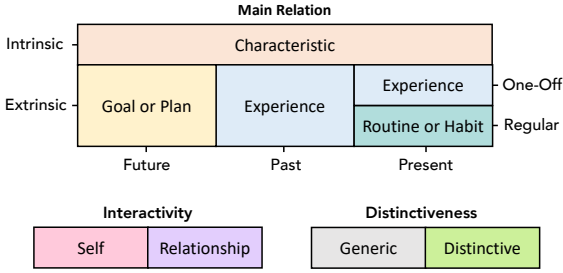 Main Relation
Intrinsic
Characteristic
Extrinsic
Goal or Plan
Experience
Experience
One-Off
Routine or Habit
Regular
Future
Past
Present
Interactivity
Distinctiveness
Self
Relationship
Generic
Distinctive